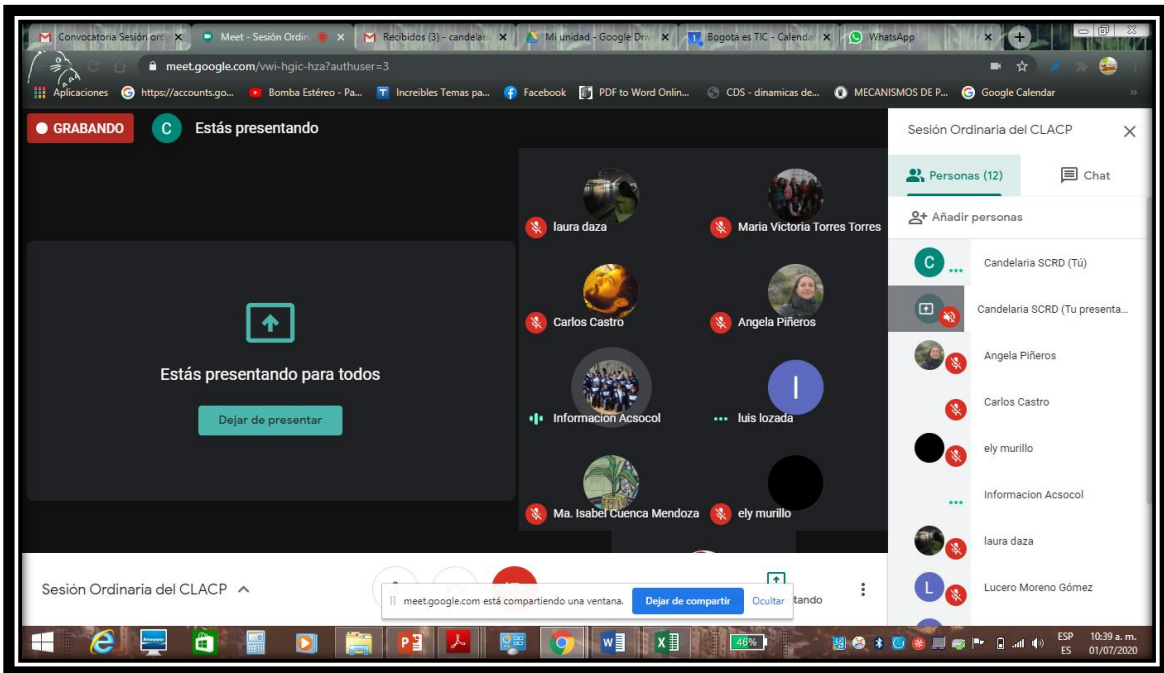 Convocatoria Sesión orc
Meet - Sesión Ordin
Recibidos (3) - candelar
Mi unidad - Google Dri
Bogotá es TIC - Calenda
WhatsApp
meet.google.com/vwi-hgic-hza?authuser=3
Aplicaciones
https://accounts.go...
Bomba Estéreo - Pa...
Increibles Temas pa...
Facebook
PDF to Word Onlin...
CDS - dinamicas de...
MECANISMOS DE P...
Google Calendar
GRABANDO
C
Estás presentando
Estás presentando para todos
Dejar de presentar
laura daza
Maria Victoria Torres Torres
Carlos Castro
Angela Piñeros
Informacion Acsocol
I
luis lozada
Ma. Isabel Cuenca Mendoza
ely murillo
Sesión Ordinaria del CLACP
Personas (12)
Chat
Añadir personas
C
Candelaria SCRD (Tú)
Candelaria SCRD (Tu presenta...
Angela Piñeros
Carlos Castro
ely murillo
Informacion Acsocol
laura daza
L
Lucero Moreno Gómez
Sesión Ordinaria del CLACP
meet.google.com está compartiendo una ventana.
Dejar de compartir
Ocultar
tando
46%
ESP
ES
10:39 a. m.
01/07/2020